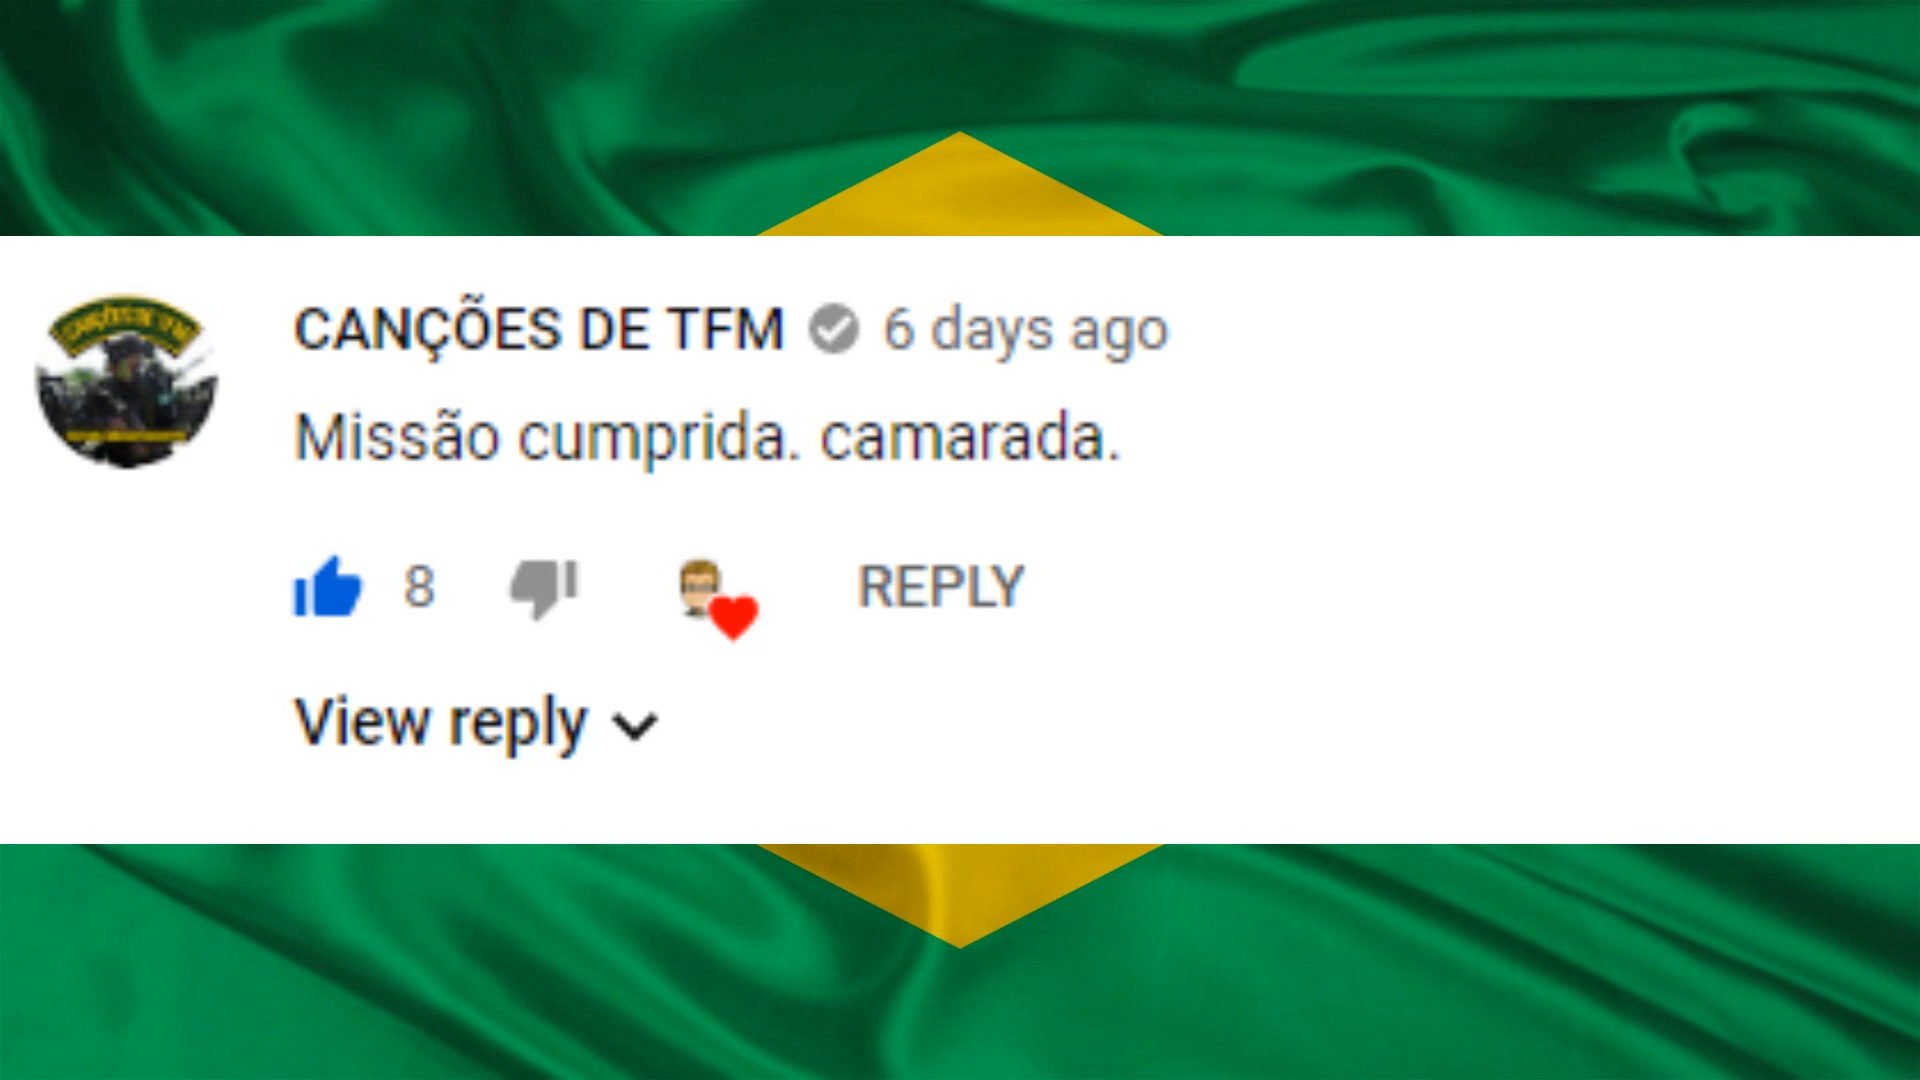 CANÇÕES DE TFM 6 days ago
Missão cumprida. camarada.
8 REPLY
View reply